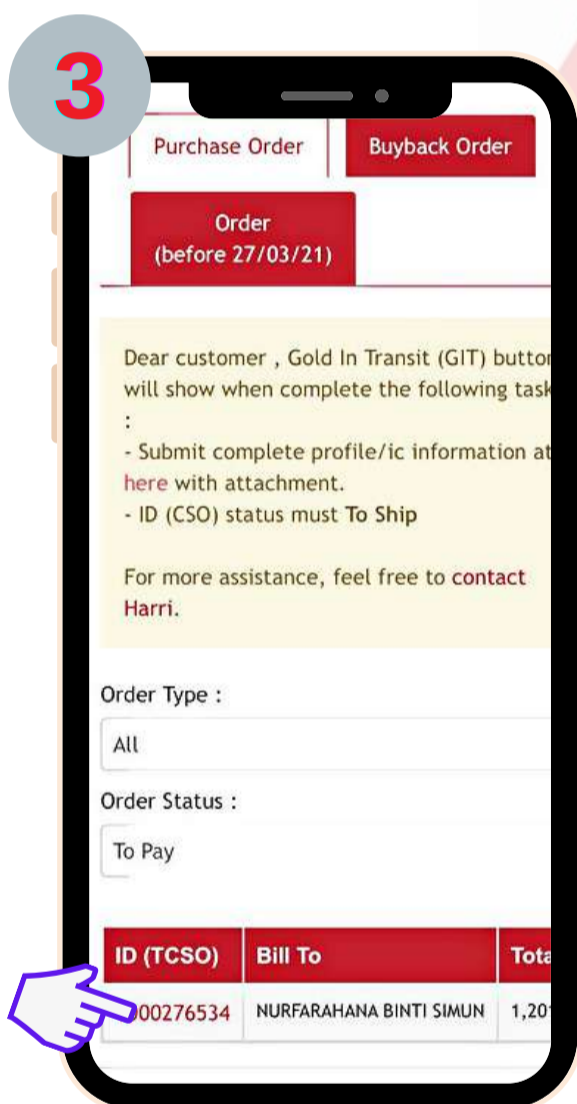 3
Purchase Order
Buyback Order
Order
(before 27/03/21)
Dear customer , Gold In Transit (GIT) button
will show when complete the following task
:
- Submit complete profile/ic information at
here with attachment.
- ID (CSO) status must To Ship
For more assistance, feel free to contact
Harri.
Order Type :
All
Order Status :
To Pay
ID (TCSO) Bill To
00276534 NURFARAHANA BINTI SIMUN 1,20